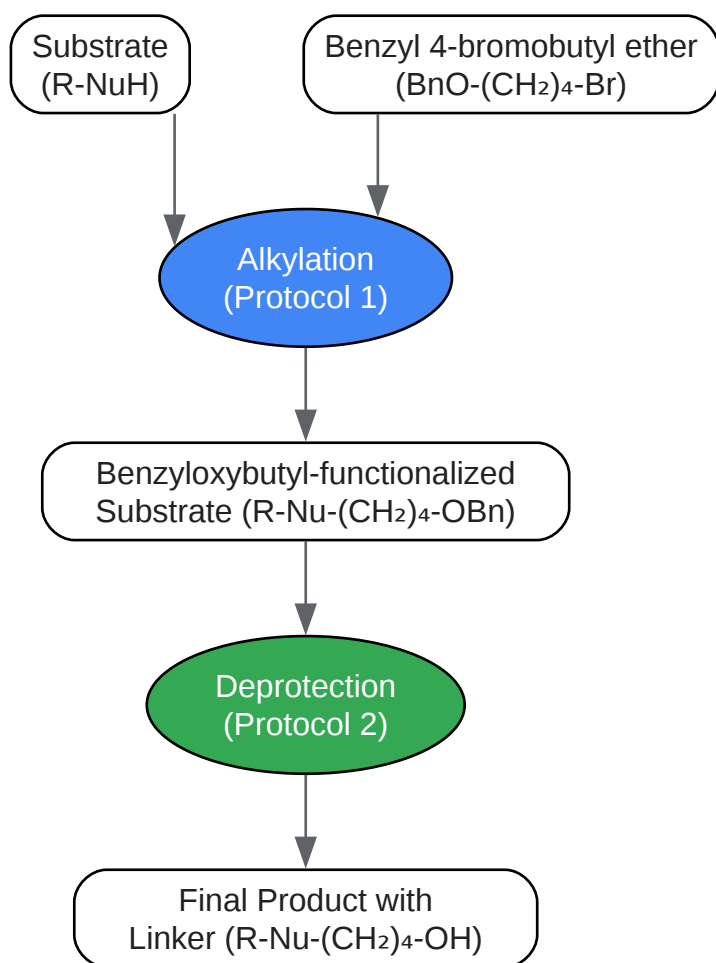 Substrate
(R-NuH)
Benzyl 4-bromobutyl ether
(BnO-(CH₂)₄-Br)
Alkylation
(Protocol 1)
Benzyloxybutyl-functionalized
Substrate (R-Nu-(CH₂)₄-OBn)
Deprotection
(Protocol 2)
Final Product with
Linker (R-Nu-(CH₂)₄-OH)